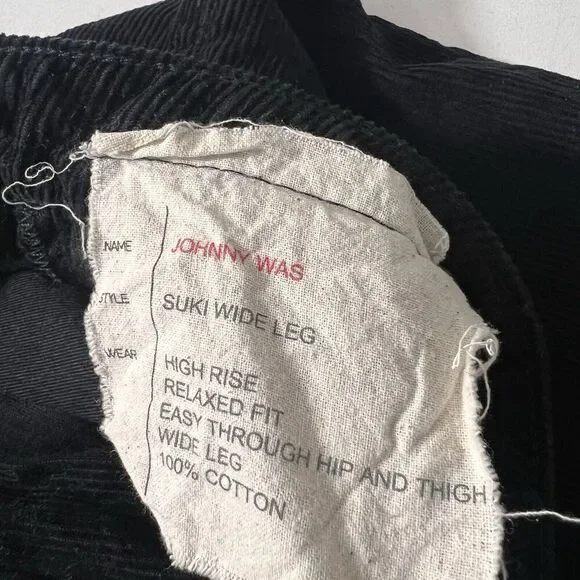 NAME JOHNNY WAS
STYLE SUKI WIDE LEG
WEAR HIGH RISE
RELAXED FIT
EASY THROUGH HIP AND THIGH
WIDE LEG
100% COTTON